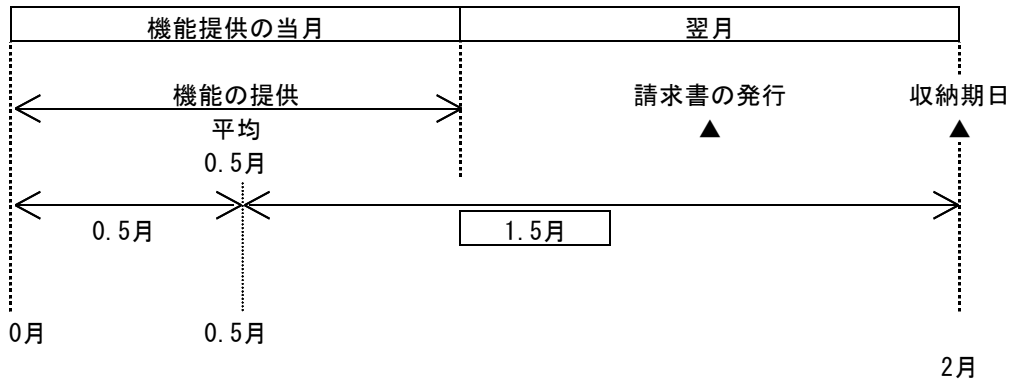 機能提供の当月 翌月
機能の提供 請求書の発行 収納期日
平均 ▲ ▲
0.5月
0.5月 1.5月
0月 0.5月
2月